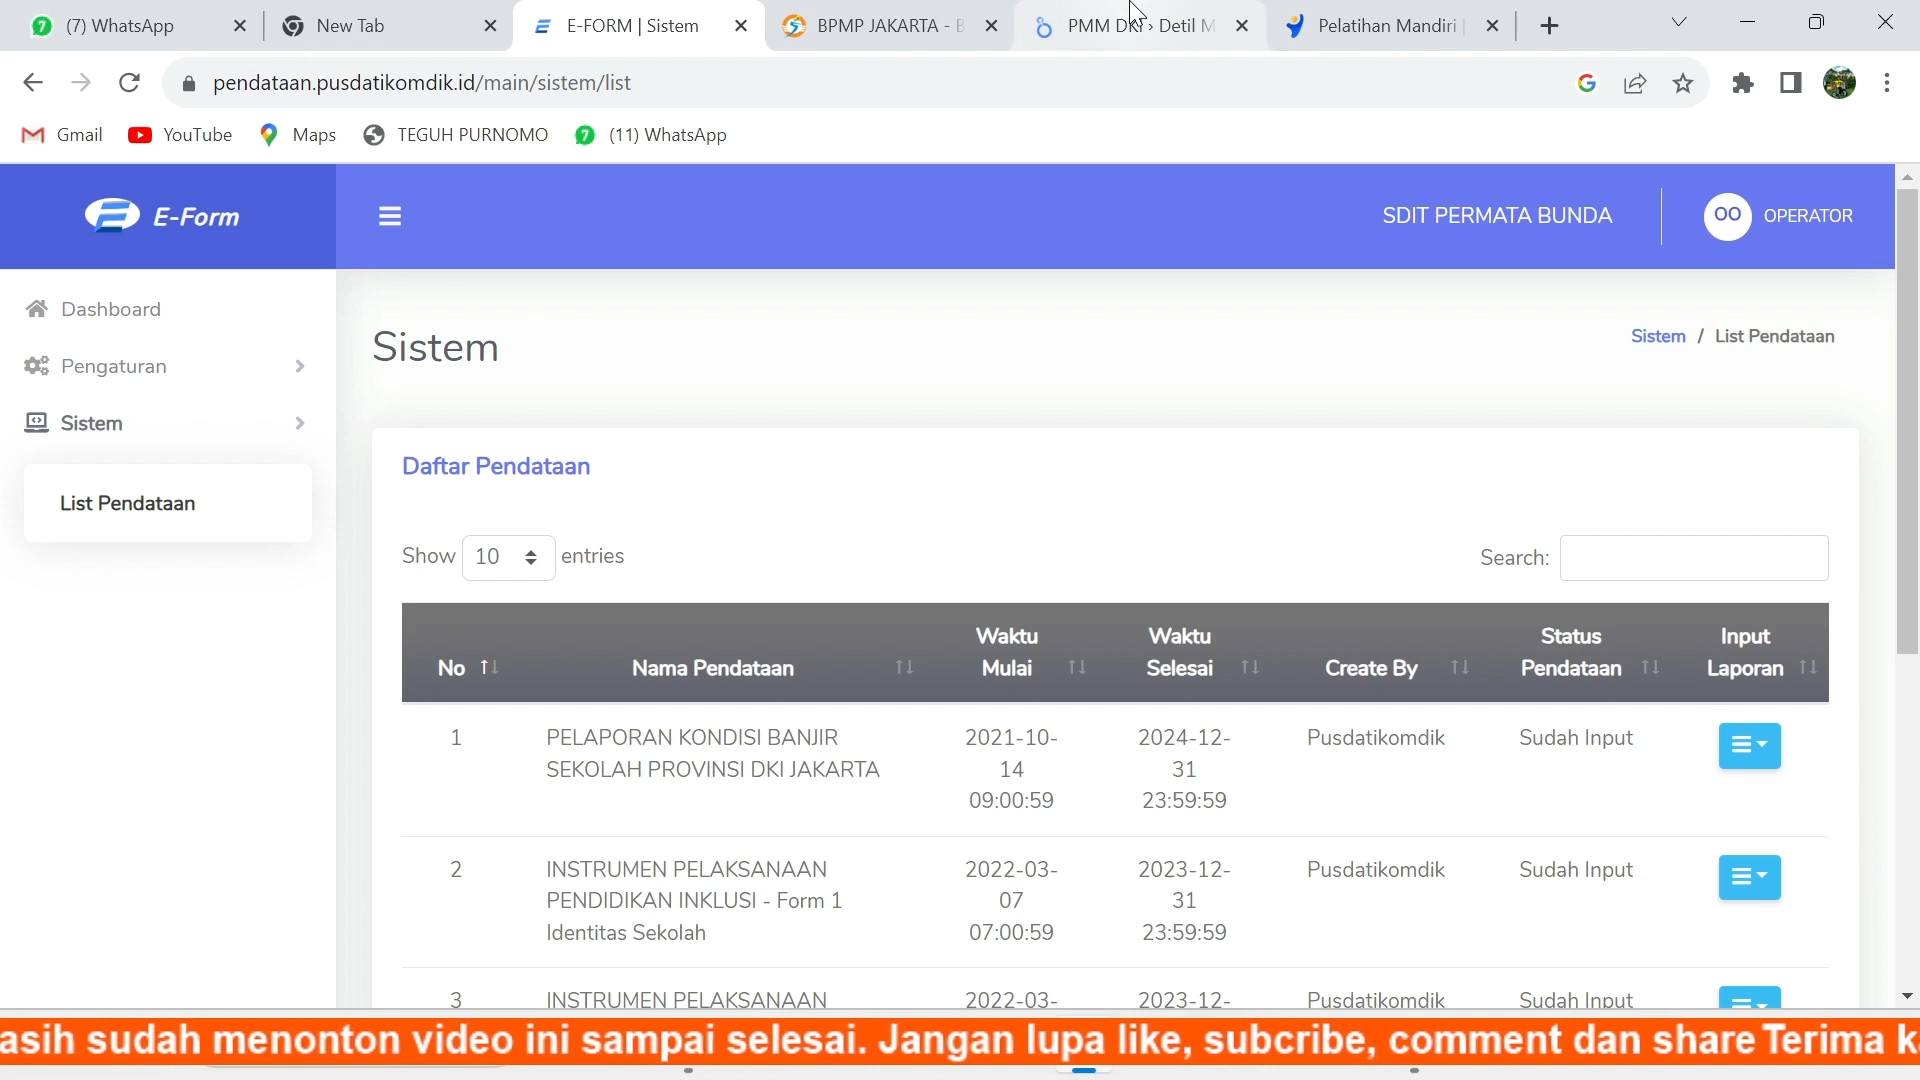 (7) WhatsApp
New Tab
E-FORM | Sistem
BPMP JAKARTA - B
PMM DKI › Detil M
Pelatihan Mandiri |
pendataan.pusdatikomdik.id/main/sistem/list
Gmail
YouTube
Maps
TEGUH PURNOMO
(11) WhatsApp
E-Form
SDIT PERMATA BUNDA
OO
OPERATOR
Dashboard
Pengaturan
Sistem
List Pendataan
Sistem
Sistem / List Pendataan
Daftar Pendataan
Show 10 entries
Search:
No
Nama Pendataan
Waktu
Mulai
Waktu
Selesai
Create By
Status
Pendataan
Input
Laporan
1
PELAPORAN KONDISI BANJIR
SEKOLAH PROVINSI DKI JAKARTA
2021-10-
14
09:00:59
2024-12-
31
23:59:59
Pusdatikomdik
Sudah Input
2
INSTRUMEN PELAKSANAAN
PENDIDIKAN INKLUSI - Form 1
Identitas Sekolah
2022-03-
07
07:00:59
2023-12-
31
23:59:59
Pusdatikomdik
Sudah Input
3
INSTRUMEN PELAKSANAAN
2022-03-
2023-12-
Pusdatikomdik
Sudah Input
asih sudah menonton video ini sampai selesai. Jangan lupa like, subcribe, comment dan share Terima k